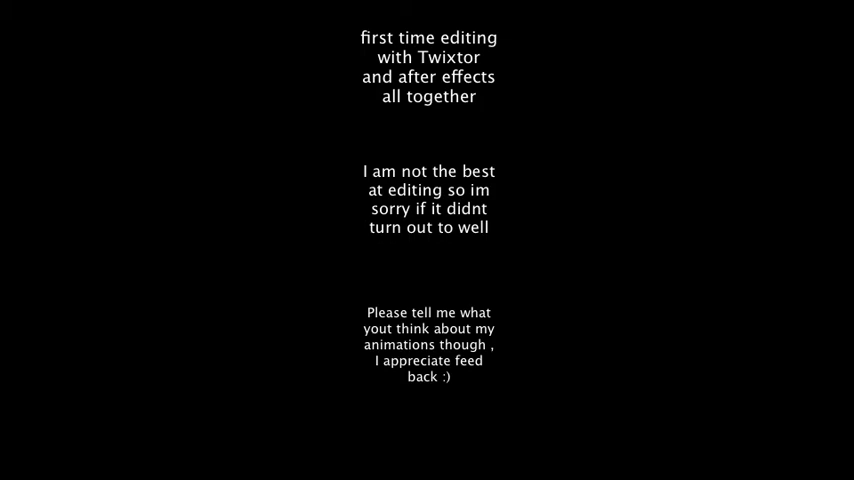 first time editing
with Twixtor
and after effects
all together
I am not the best
at editing so im
sorry if it didnt
turn out to well
Please tell me what
yout think about my
animations though ,
I appreciate feed
back :)